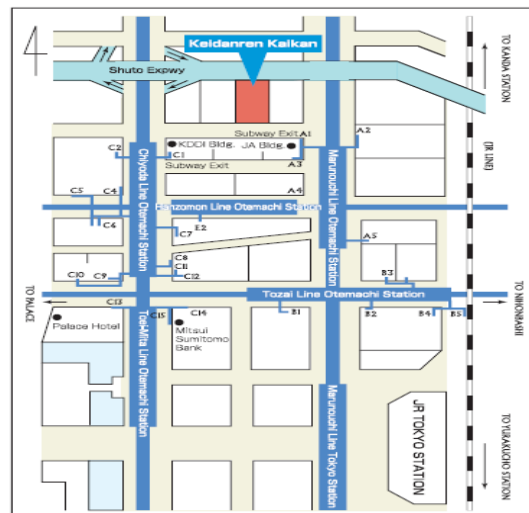 Keidanren Kaikan
Shuto Expwy
TO KANDA STATION
(JR LINE)
Subway Exit A1
A2
C2
KDDI Bldg. JA Bldg.
C1
Subway Exit
A3
Chiyoda Line Otemachi Station
Marunouchi Line Otemachi Station
C5
C4
A4
Hanzomon Line Otemachi Station
C6
C7
E2
A5
C8
C11
C12
C10
C9
B3
TO PALACE
Tozai Line Otemachi Station
TO NIHONBASHI
C13
C15
C14
B1
B2
B4
B5
Palace Hotel
Mitsui
Sumitomo
Bank
Toei-Mita Line Otemachi Station
Marunouchi Line Tokyo Station
JR TOKYO STATION
TO YURAKUCHO STATION